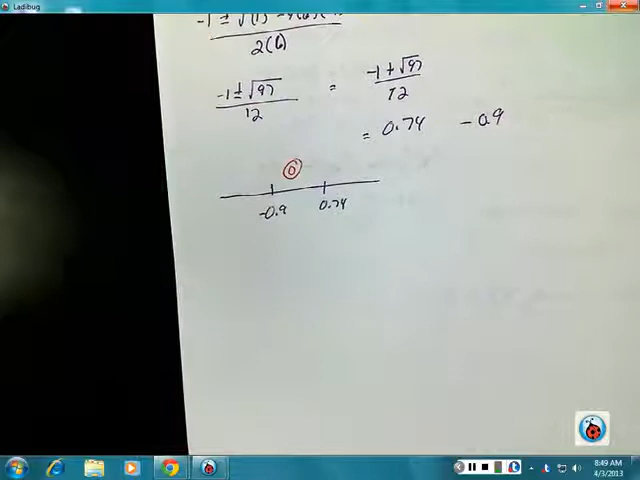 Ladibug
2(6)
-1 ± √97 / 12 = -1 + √97 / 12
= 0.74 -0.9
0
-0.9 0.74
8:49 AM
4/3/2013